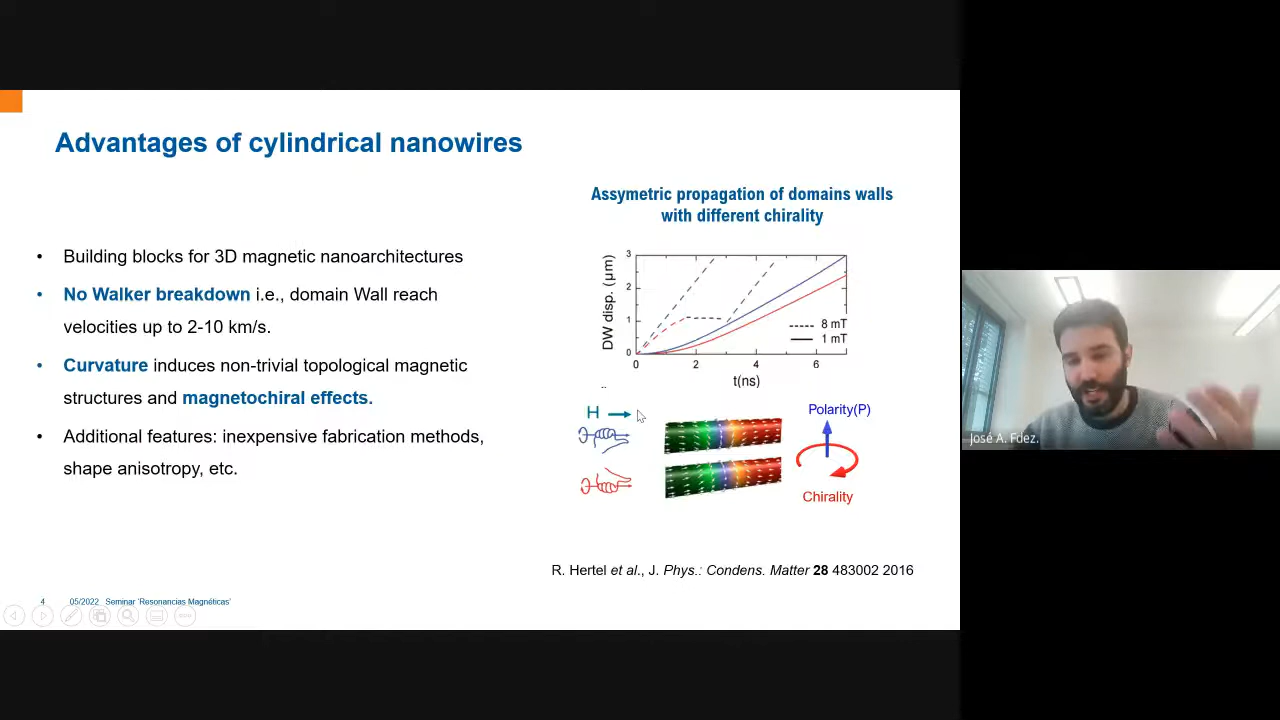 Advantages of cylindrical nanowires
• Building blocks for 3D magnetic nanoarchitectures
• No Walker breakdown i.e., domain Wall reach
velocities up to 2-10 km/s.
• Curvature induces non-trivial topological magnetic
structures and magnetochiral effects.
• Additional features: inexpensive fabrication methods,
shape anisotropy, etc.
Assymetric propagation of domains walls
with different chirality
DW disp. (μm)
3
2
1
0
0 2 4 6
t(ns)
8 mT
1 mT
H
Polarity(P)
Chirality
R. Hertel et al., J. Phys.: Condens. Matter 28 483002 2016
4 05/2022 Seminar 'Resonancias Magnéticas'
José A. Fdez.